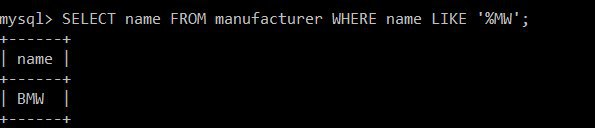 mysql> SELECT name FROM manufacturer WHERE name LIKE '%MW';
+------+
| name |
+------+
| BMW  |
+------+